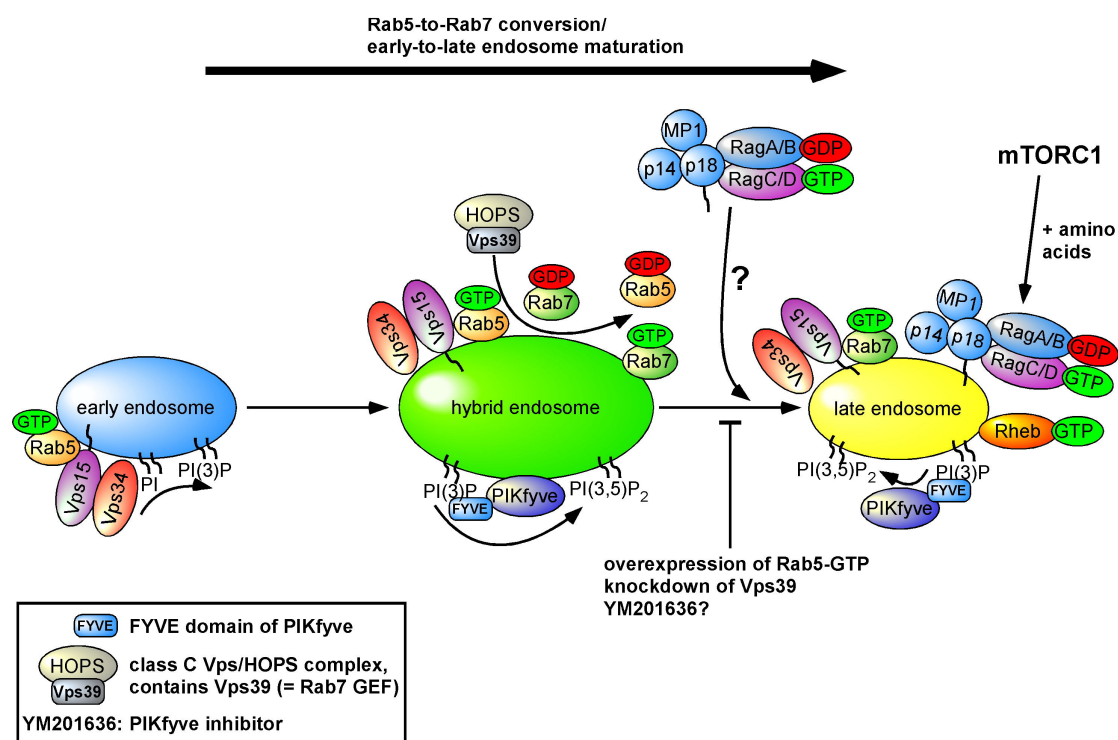 Rab5-to-Rab7 conversion/
early-to-late endosome maturation
MP1
p14
p18
RagA/B
GDP
RagC/D
GTP
mTORC1
+ amino
acids
?
HOPS
Vps39
GDP
Rab7
GDP
Rab5
Vps34
Vps15
GTP
Rab5
GTP
Rab7
Vps34
Vps15
GTP
Rab7
MP1
p14
p18
RagA/B
GDP
RagC/D
GTP
early endosome
hybrid endosome
late endosome
GTP
Rab5
Vps15
Vps34
PI
PI(3)P
PI(3)P
FYVE
PIKfyve
PI(3,5)P2
Rheb
GTP
PI(3,5)P2
PI(3)P
FYVE
PIKfyve
overexpression of Rab5-GTP
knockdown of Vps39
YM201636?
FYVE
FYVE domain of PIKfyve
HOPS
Vps39
class C Vps/HOPS complex,
contains Vps39 (= Rab7 GEF)
YM201636: PIKfyve inhibitor